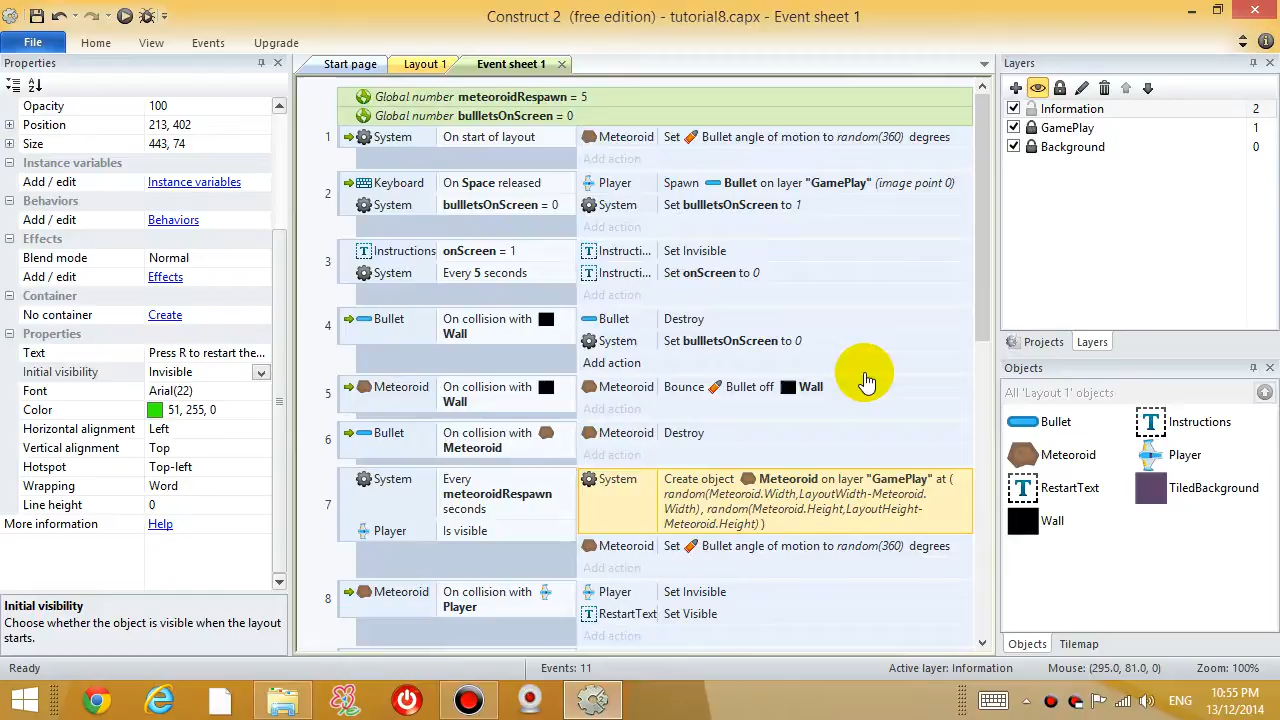 Construct 2 (free edition) - tutorial8.capx - Event sheet 1
File Home View Events Upgrade
Properties
Opacity 100
Position 213, 402
Size 443, 74
Instance variables
Add / edit Instance variables
Behaviors
Add / edit Behaviors
Effects
Blend mode Normal
Add / edit Effects
Container
No container Create
Properties
Text Press R to restart the...
Initial visibility Invisible
Font Arial(22)
Color 51, 255, 0
Horizontal alignment Left
Vertical alignment Top
Hotspot Top-left
Wrapping Word
Line height 0
More information Help
Initial visibility
Choose whether the object is visible when the layout
starts.
Start page Layout 1 Event sheet 1
Global number meteoroidRespawn = 5
Global number bullletsOnScreen = 0
1 System On start of layout Meteoroid Set Bullet angle of motion to random(360) degrees
Add action
2 Keyboard On Space released Player Spawn Bullet on layer "GamePlay" (image point 0)
System bullletsOnScreen = 0 System Set bullletsOnScreen to 1
Add action
3 Instructions onScreen = 1 Instructi... Set Invisible
System Every 5 seconds Instructi... Set onScreen to 0
Add action
4 Bullet On collision with Bullet Destroy
Wall System Set bullletsOnScreen to 0
Add action
5 Meteoroid On collision with Meteoroid Bounce Bullet off Wall
Wall Add action
6 Bullet On collision with Meteoroid Destroy
Meteoroid Add action
7 System Every System Create object Meteoroid on layer "GamePlay" at (
meteoroidRespawn random(Meteoroid.Width,LayoutWidth-Meteoroid.
seconds Width), random(Meteoroid.Height,LayoutHeight-
Player Is visible Meteoroid.Height) )
Meteoroid Set Bullet angle of motion to random(360) degrees
Add action
8 Meteoroid On collision with Player Set Invisible
Player RestartText Set Visible
Add action
Layers
Information 2
GamePlay 1
Background 0
Projects Layers
Objects
All 'Layout 1' objects
Bullet Instructions
Meteoroid Player
RestartText TiledBackground
Wall
Objects Tilemap
Ready Events: 11 Active layer: Information Mouse: (295.0, 81.0, 0) Zoom: 100%
ENG 10:55 PM
13/12/2014